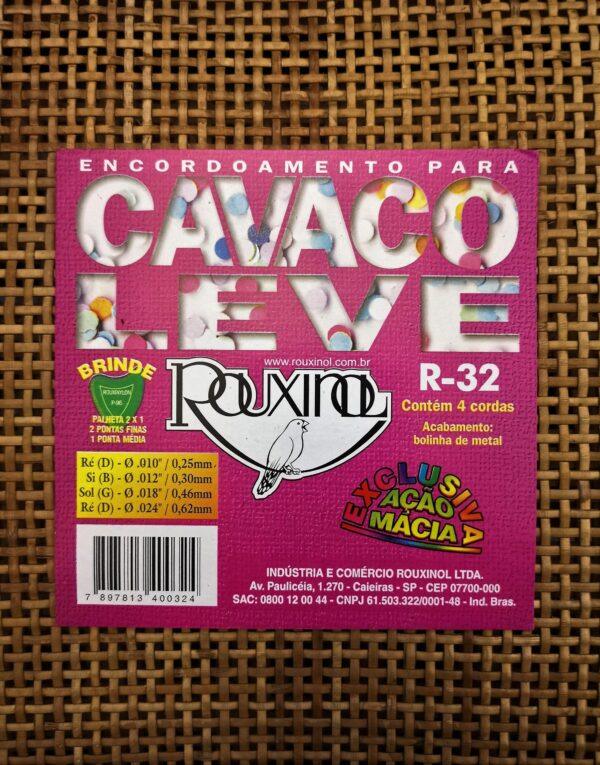 ENCORDOAMENTO PARA
CAVACO
LEVE
www.rouxinol.com.br
BRINDE
ROUXINYLON
P-96
PALHETA 2 X 1
2 PONTAS FINAS
1 PONTA MÉDIA
ROUXINOL
R-32
Contém 4 cordas
Acabamento:
bolinha de metal
Ré (D) - Ø .010" / 0,25mm
Si (B) - Ø .012" / 0,30mm
Sol (G) - Ø .018" / 0,46mm
Ré (D) - Ø .024" / 0,62mm
EXCLUSIVA
AÇÃO
MÁCIA
7 897813 400324
INDÚSTRIA E COMÉRCIO ROUXINOL LTDA.
Av. Paulicéia, 1.270 - Caieiras - SP - CEP 07700-000
SAC: 0800 12 00 44 - CNPJ 61.503.322/0001-48 - Ind. Bras.